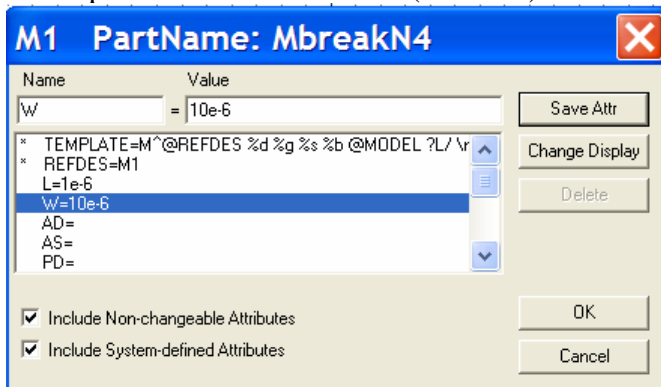 M1 PartName: MbreakN4
Name Value
W = 10e-6
Save Attr
* TEMPLATE=M^@REFDES %d %g %s %b @MODEL ?L/ \r
Change Display
* REFDES=M1
L=1e-6
Delete
W=10e-6
AD=
AS=
PD=
Include Non-changeable Attributes
OK
Include System-defined Attributes
Cancel